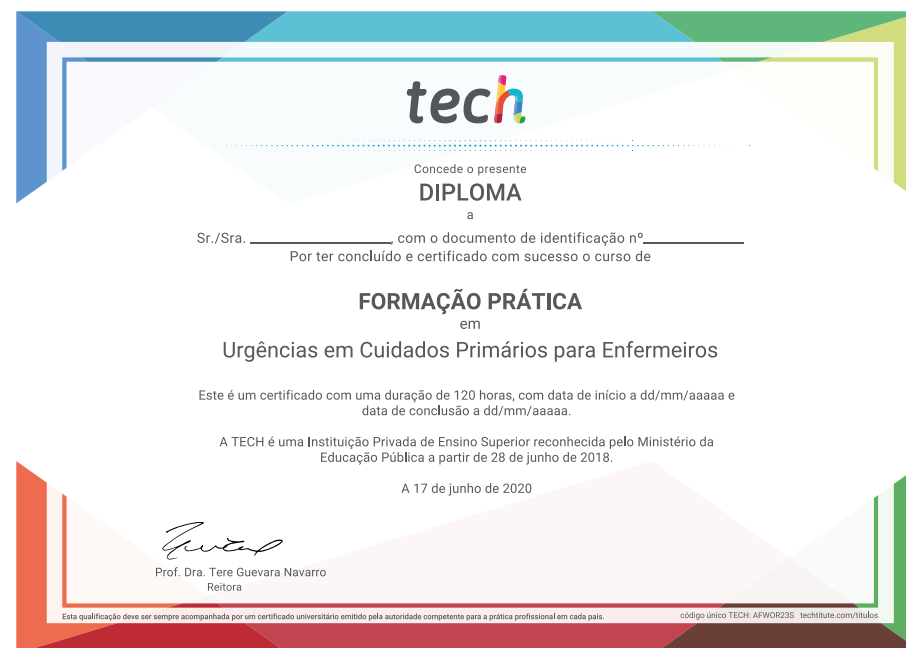 tech
Concede o presente
DIPLOMA
a
Sr./Sra. ____________________, com o documento de identificação nº______________
Por ter concluído e certificado com sucesso o curso de
FORMAÇÃO PRÁTICA
em
Urgências em Cuidados Primários para Enfermeiros
Este é um certificado com uma duração de 120 horas, com data de início a dd/mm/aaaaa e
data de conclusão a dd/mm/aaaaa.
A TECH é uma Instituição Privada de Ensino Superior reconhecida pelo Ministério da
Educação Pública a partir de 28 de junho de 2018.
A 17 de junho de 2020
Prof. Dra. Tere Guevara Navarro
Reitora
Esta qualificação deve ser sempre acompanhada por um certificado universitário emitido pela autoridade competente para a prática profissional em cada país.
código único TECH: AFWOR23S techtitute.com/titulos